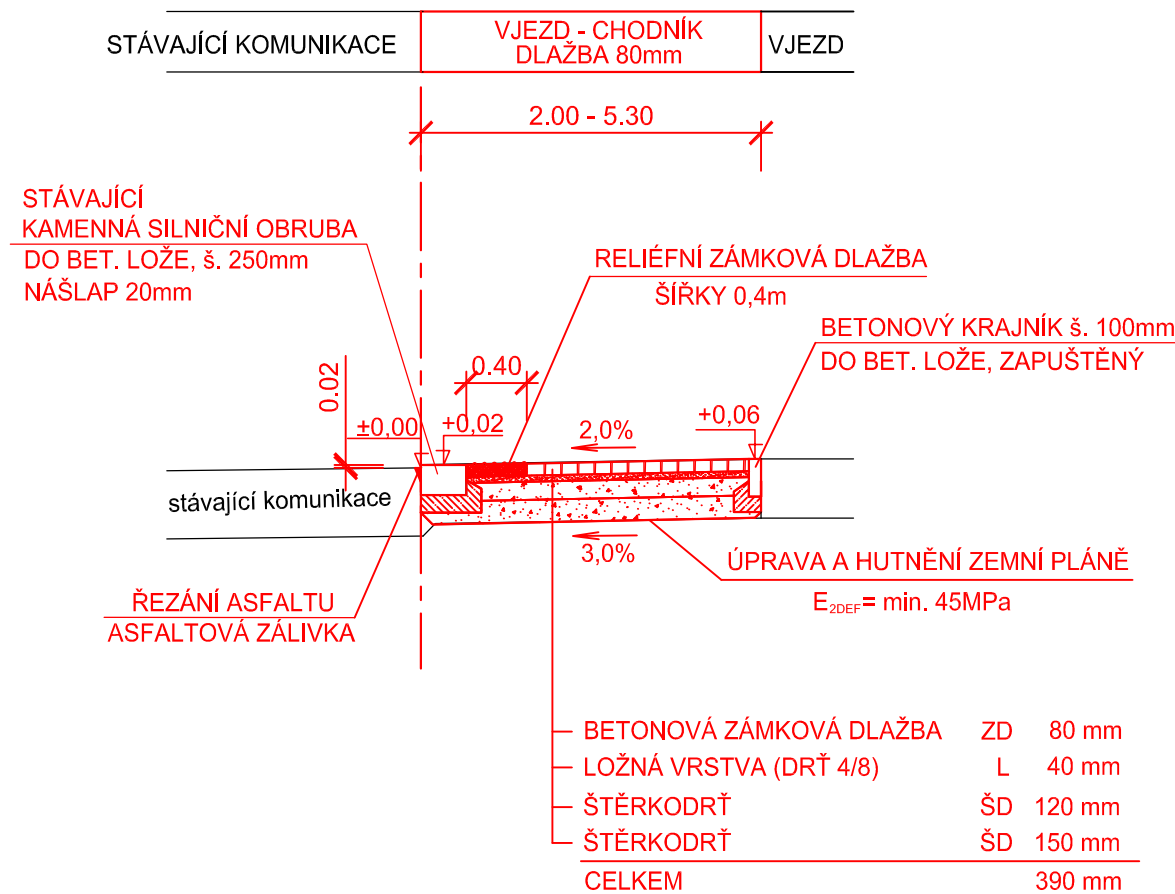 STÁVAJÍCÍ KOMUNIKACE
VJEZD - CHODNÍK
DLAŽBA 80mm
VJEZD
2.00 - 5.30
STÁVAJÍCÍ
KAMENNÁ SILNIČNÍ OBRUBA
DO BET. LOŽE, š. 250mm
NÁŠLAP 20mm
RELIÉFNÍ ZÁMKOVÁ DLAŽBA
ŠÍŘKY 0,4m
BETONOVÝ KRAJNÍK š. 100mm
DO BET. LOŽE, ZAPUŠTĚNÝ
0.02
0.40
±0,00
+0,02
2,0%
+0,06
stávající komunikace
3,0%
ÚPRAVA A HUTNĚNÍ ZEMNÍ PLÁNĚ
E2DEF= min. 45MPa
ŘEZÁNÍ ASFALTU
ASFALTOVÁ ZÁLIVKA
BETONOVÁ ZÁMKOVÁ DLAŽBA ZD 80 mm
LOŽNÁ VRSTVA (DRŤ 4/8) L 40 mm
ŠTĚRKODRŤ ŠD 120 mm
ŠTĚRKODRŤ ŠD 150 mm
CELKEM 390 mm